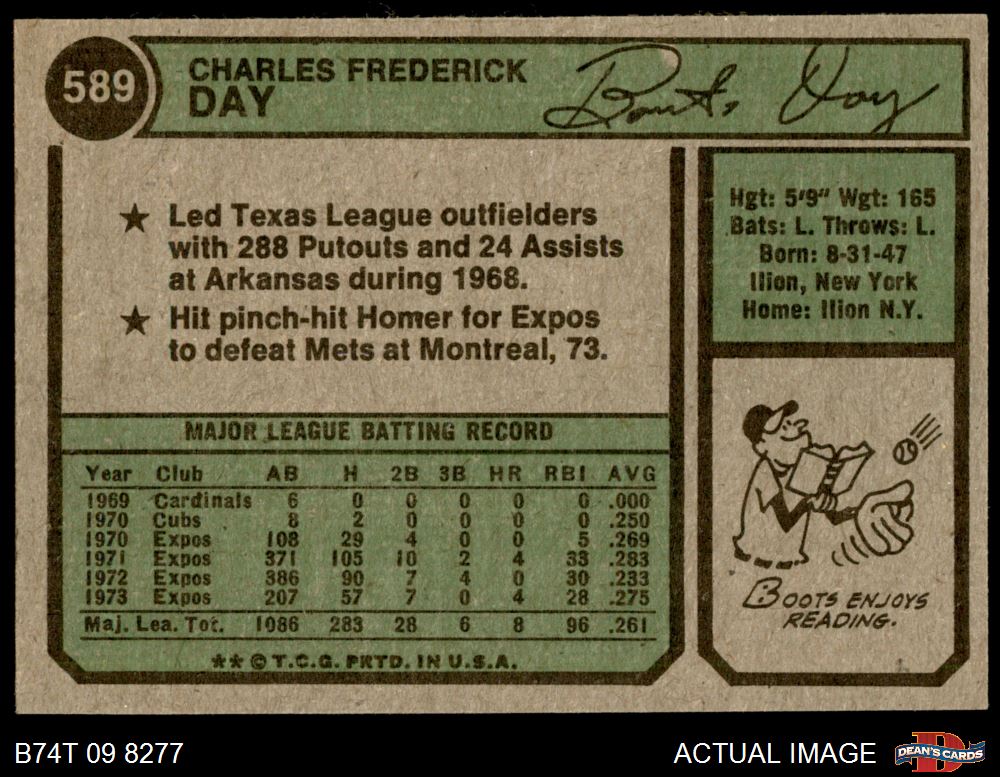 589
CHARLES FREDERICK
DAY
Boots Day
★ Led Texas League outfielders
with 288 Putouts and 24 Assists
at Arkansas during 1968.
★ Hit pinch-hit Homer for Expos
to defeat Mets at Montreal, 73.
MAJOR LEAGUE BATTING RECORD
Year Club AB H 2B 3B HR RBI AVG
1969 Cardinals 6 0 0 0 0 0 .000
1970 Cubs 8 2 0 0 0 0 .250
1970 Expos 108 29 4 0 0 5 .269
1971 Expos 371 105 10 2 4 33 .283
1972 Expos 386 90 7 4 0 30 .233
1973 Expos 207 57 7 0 4 28 .275
Maj. Lea. Tot. 1086 283 28 6 8 96 .261
★★ © T.C.G. PRTD. IN U.S.A.
Hgt: 5'9" Wgt: 165
Bats: L. Throws: L.
Born: 8-31-47
Ilion, New York
Home: Ilion N.Y.
BOOTS ENJOYS
READING.
B74T 09 8277
ACTUAL IMAGE
D
DEAN'S CARDS